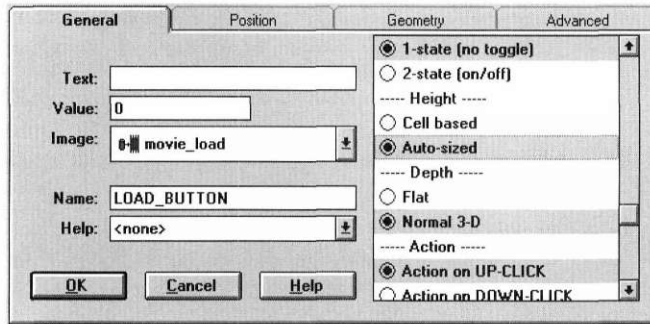 General Position Geometry Advanced
Text:
Value: 0
Image: movie_load
Name: LOAD_BUTTON
Help: <none>
OK Cancel Help
1-state (no toggle)
2-state (on/off)
----- Height -----
Cell based
Auto-sized
----- Depth -----
Flat
Normal 3-D
----- Action -----
Action on UP-CLICK
Action on DOWN-CLICK